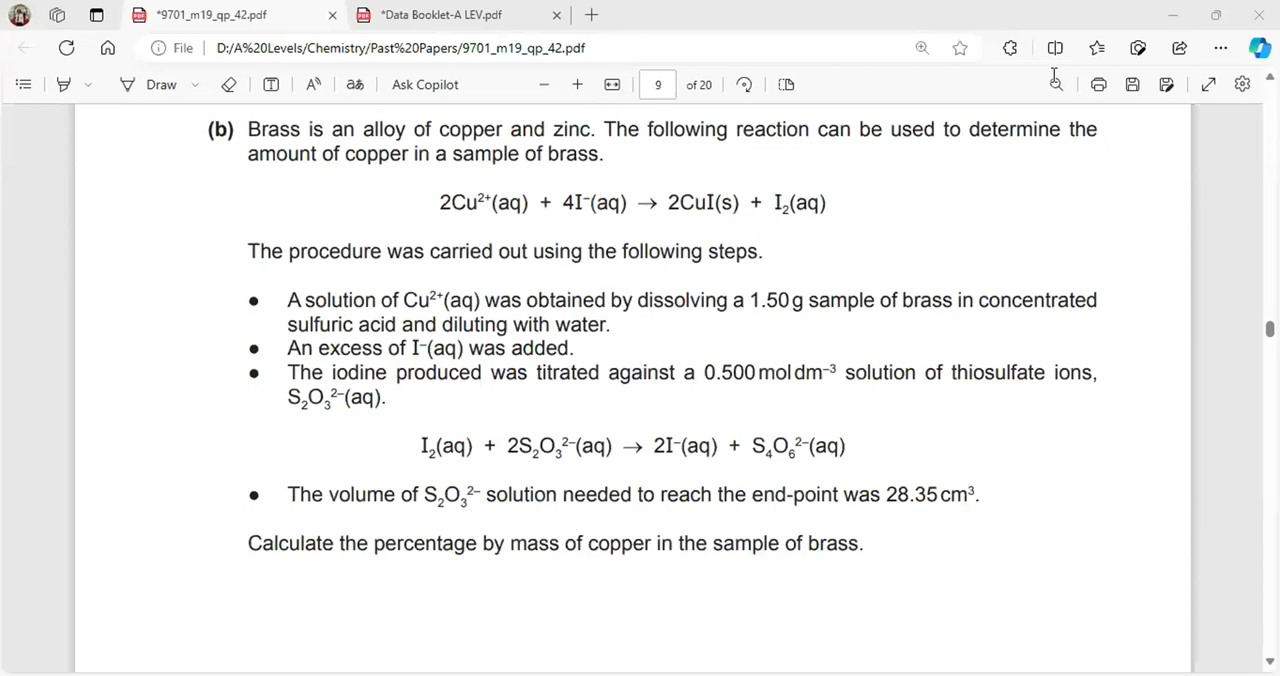 *9701_m19_qp_42.pdf
*Data Booklet-A LEV.pdf
File D:/A%20Levels/Chemistry/Past%20Papers/9701_m19_qp_42.pdf
Draw
aあ
Ask Copilot
9 of 20
(b) Brass is an alloy of copper and zinc. The following reaction can be used to determine the
amount of copper in a sample of brass.
2Cu²⁺(aq) + 4I⁻(aq) → 2CuI(s) + I₂(aq)
The procedure was carried out using the following steps.
• A solution of Cu²⁺(aq) was obtained by dissolving a 1.50 g sample of brass in concentrated
sulfuric acid and diluting with water.
• An excess of I⁻(aq) was added.
• The iodine produced was titrated against a 0.500 mol dm⁻³ solution of thiosulfate ions,
S₂O₃²⁻(aq).
I₂(aq) + 2S₂O₃²⁻(aq) → 2I⁻(aq) + S₄O₆²⁻(aq)
• The volume of S₂O₃²⁻ solution needed to reach the end-point was 28.35 cm³.
Calculate the percentage by mass of copper in the sample of brass.